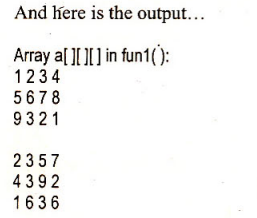 And here is the output...
Array a[ ][ ][ ] in fun1( ):
1 2 3 4
5 6 7 8
9 3 2 1
2 3 5 7
4 3 9 2
1 6 3 6